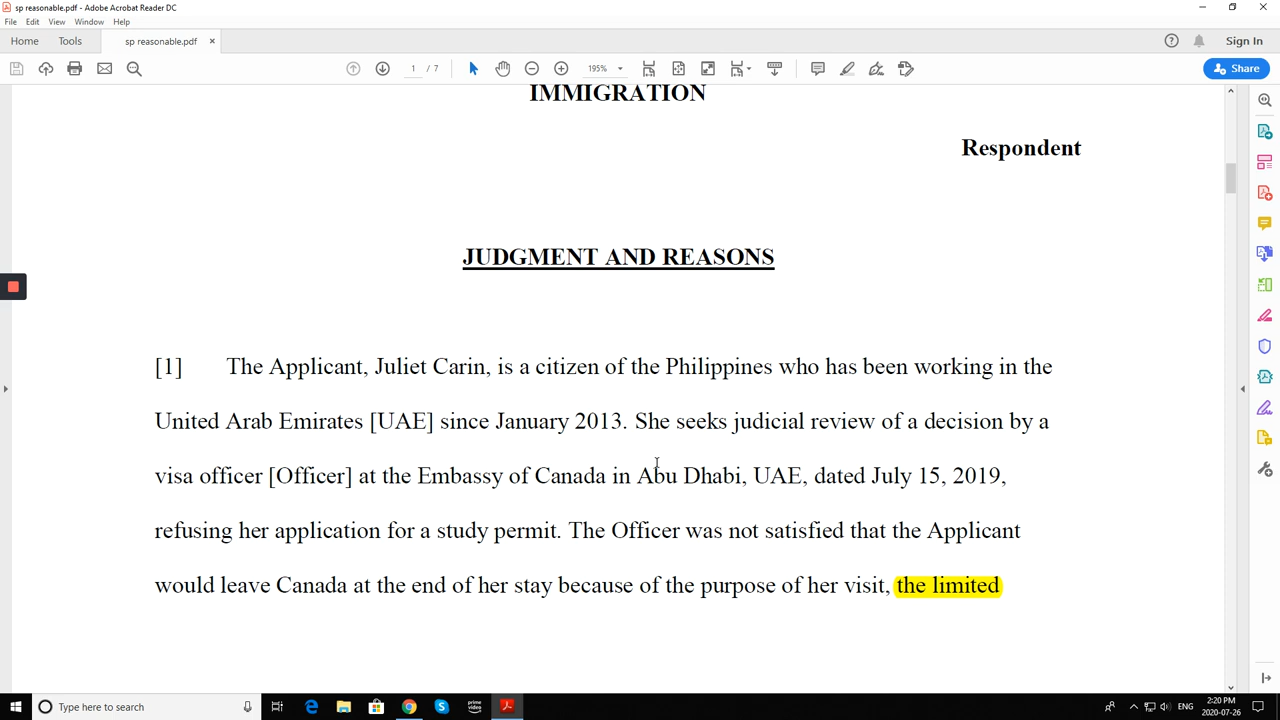 sp reasonable.pdf - Adobe Acrobat Reader DC
File Edit View Window Help
Home Tools sp reasonable.pdf × Sign In
1 / 7 195% Share
IMMIGRATION
Respondent
JUDGMENT AND REASONS
[1] The Applicant, Juliet Carin, is a citizen of the Philippines who has been working in the
United Arab Emirates [UAE] since January 2013. She seeks judicial review of a decision by a
visa officer [Officer] at the Embassy of Canada in Abu Dhabi, UAE, dated July 15, 2019,
refusing her application for a study permit. The Officer was not satisfied that the Applicant
would leave Canada at the end of her stay because of the purpose of her visit, the limited
Type here to search
prime video
ENG
2:20 PM
2020-07-26